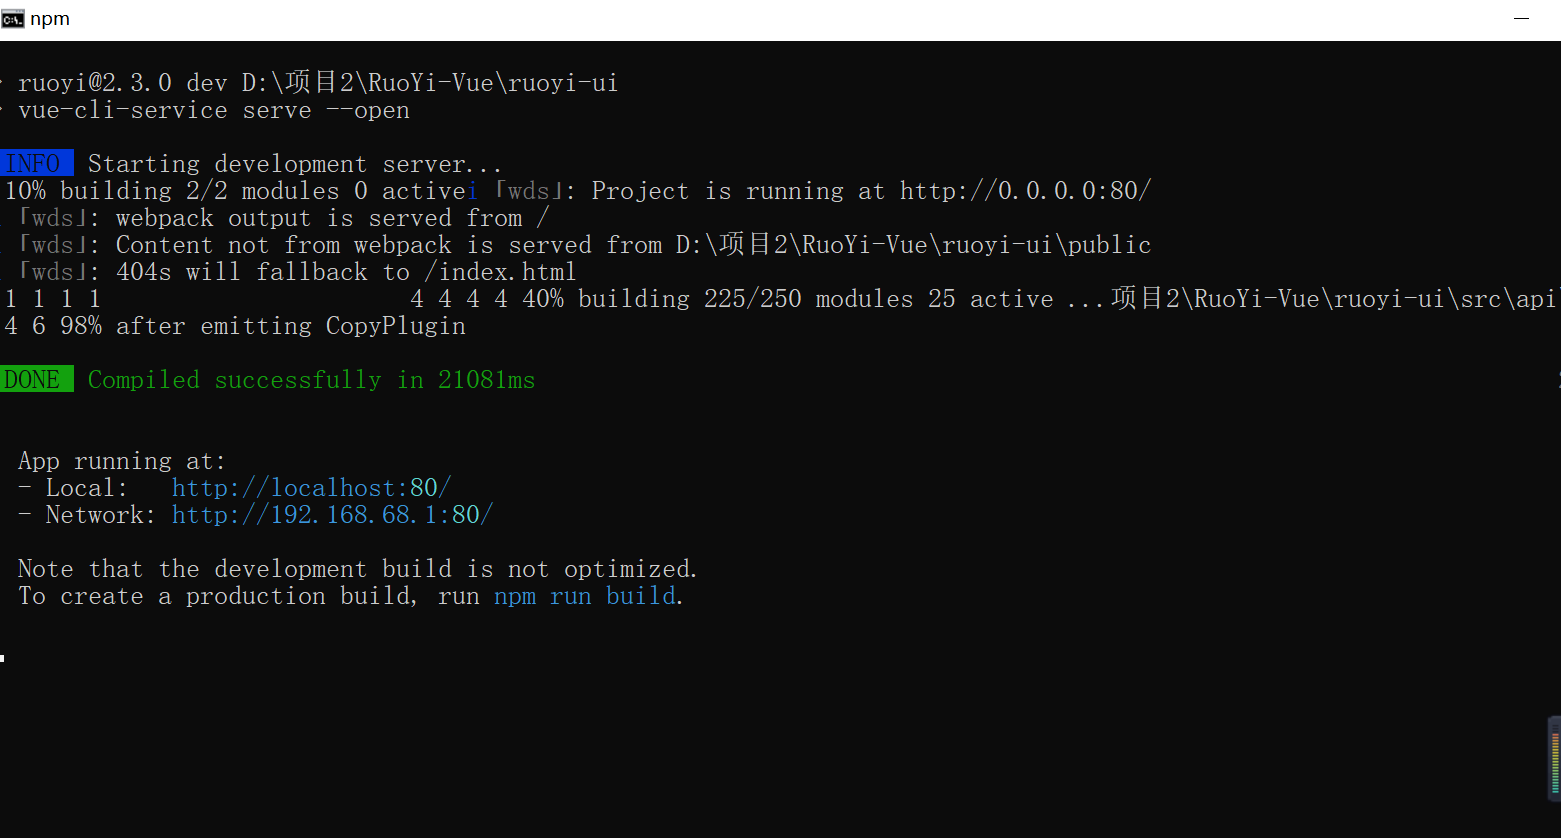 npm
ruoyi@2.3.0 dev D:\项目2\RuoYi-Vue\ruoyi-ui
vue-cli-service serve --open
INFO Starting development server...
10% building 2/2 modules 0 activei ｢wds｣: Project is running at http://0.0.0.0:80/
｢wds｣: webpack output is served from /
｢wds｣: Content not from webpack is served from D:\项目2\RuoYi-Vue\ruoyi-ui\public
｢wds｣: 404s will fallback to /index.html
1 1 1 1 4 4 4 4 40% building 225/250 modules 25 active ...项目2\RuoYi-Vue\ruoyi-ui\src\api\
4 6 98% after emitting CopyPlugin
DONE Compiled successfully in 21081ms
App running at:
- Local: http://localhost:80/
- Network: http://192.168.68.1:80/
Note that the development build is not optimized.
To create a production build, run npm run build.